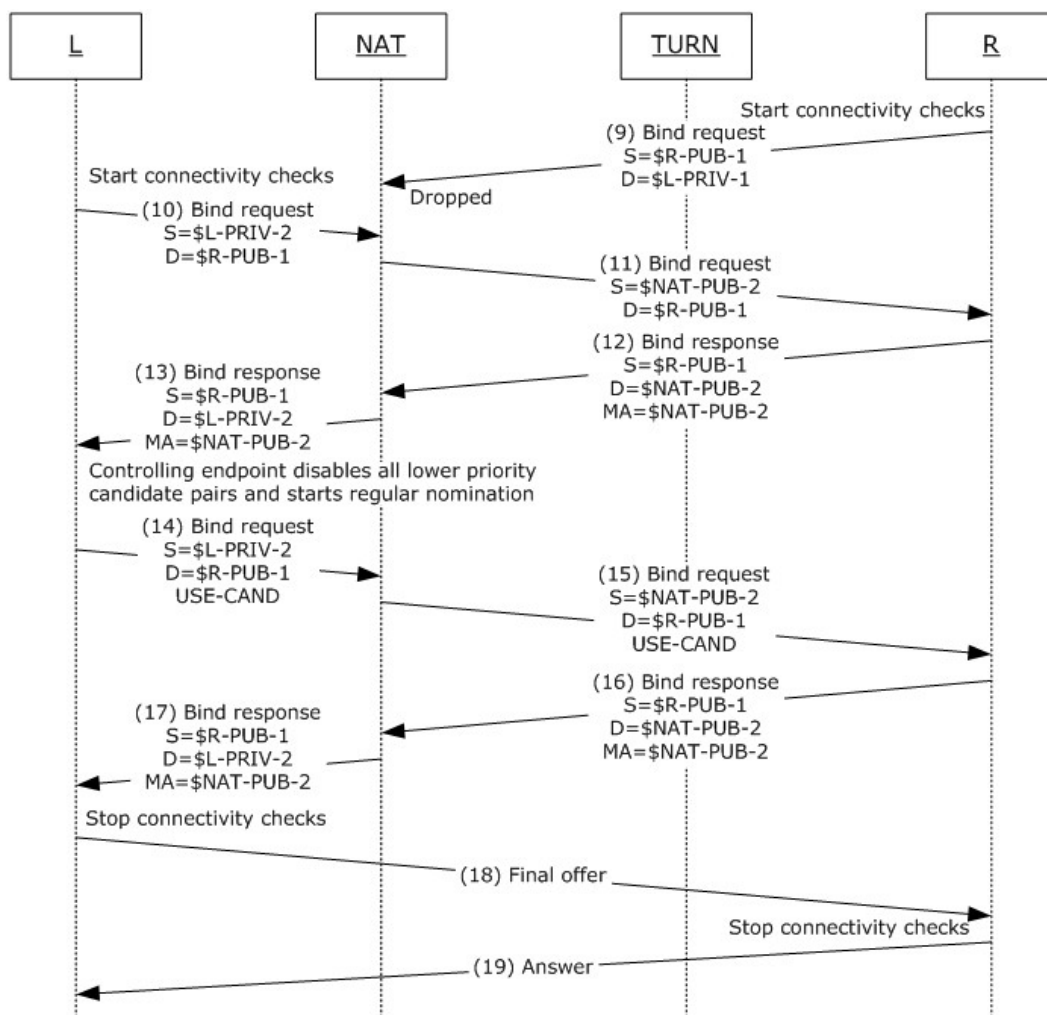 L
NAT
TURN
R
Start connectivity checks
(9) Bind request
S=$R-PUB-1
D=$L-PRIV-1
Dropped
Start connectivity checks
(10) Bind request
S=$L-PRIV-2
D=$R-PUB-1
(11) Bind request
S=$NAT-PUB-2
D=$R-PUB-1
(12) Bind response
S=$R-PUB-1
D=$NAT-PUB-2
MA=$NAT-PUB-2
(13) Bind response
S=$R-PUB-1
D=$L-PRIV-2
MA=$NAT-PUB-2
Controlling endpoint disables all lower priority
candidate pairs and starts regular nomination
(14) Bind request
S=$L-PRIV-2
D=$R-PUB-1
USE-CAND
(15) Bind request
S=$NAT-PUB-2
D=$R-PUB-1
USE-CAND
(16) Bind response
S=$R-PUB-1
D=$NAT-PUB-2
MA=$NAT-PUB-2
(17) Bind response
S=$R-PUB-1
D=$L-PRIV-2
MA=$NAT-PUB-2
Stop connectivity checks
(18) Final offer
Stop connectivity checks
(19) Answer